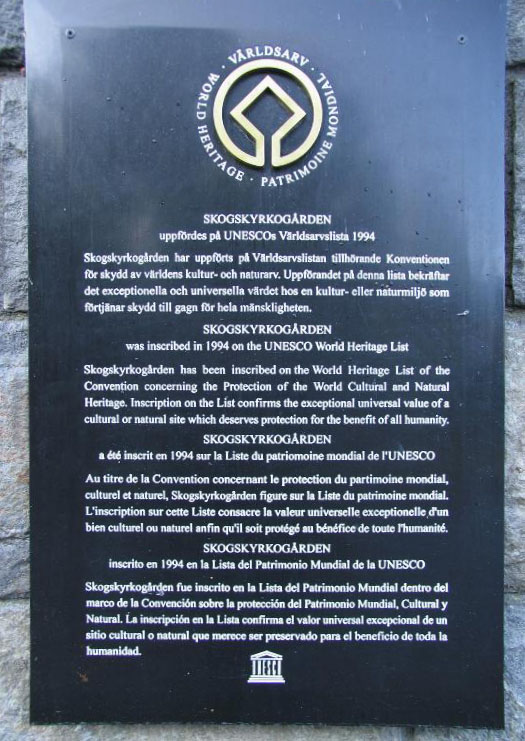 · VÄRLDSARV ·
WORLD HERITAGE · PATRIMOINE MONDIAL
SKOGSKYRKOGÅRDEN
uppfördes på UNESCOs Världsarvslista 1994
Skogskyrkogården har uppförts på Världsarvslistan tillhörande Konventionen
för skydd av världens kultur- och naturarv. Uppförandet på denna lista bekräftar
det exceptionella och universella värdet hos en kultur- eller naturmiljö som
förtjänar skydd till gagn för hela mänskligheten.
SKOGSKYRKOGÅRDEN
was inscribed in 1994 on the UNESCO World Heritage List
Skogskyrkogården has been inscribed on the World Heritage List of the
Convention concerning the Protection of the World Cultural and Natural
Heritage. Inscription on the List confirms the exceptional universal value of a
cultural or natural site which deserves protection for the benefit of all humanity.
SKOGSKYRKOGÅRDEN
a été inscrit en 1994 sur la Liste du patriomoine mondial de l'UNESCO
Au titre de la Convention concernant le protection du partimoine mondial,
culturel et naturel, Skogskyrkogården figure sur la Liste du patrimoine mondial.
L'inscription sur cette Liste consacre la valeur universelle exceptionelle d'un
bien culturel ou naturel anfin qu'il soit protégé au bénéfice de toute l'humanité.
SKOGSKYRKOGÅRDEN
inscrito en 1994 en la Lista del Patrimonio Mundial de la UNESCO
Skogskyrkogården fue inscrito en la Lista del Patrimonio Mundial dentro del
marco de la Convención sobre la protección del Patrimonio Mundial, Cultural y
Natural. La inscripción en la Lista confirma el valor universal excepcional de un
sitio cultural o natural que merece ser preservado para el beneficio de toda la
humanidad.
UNESCO